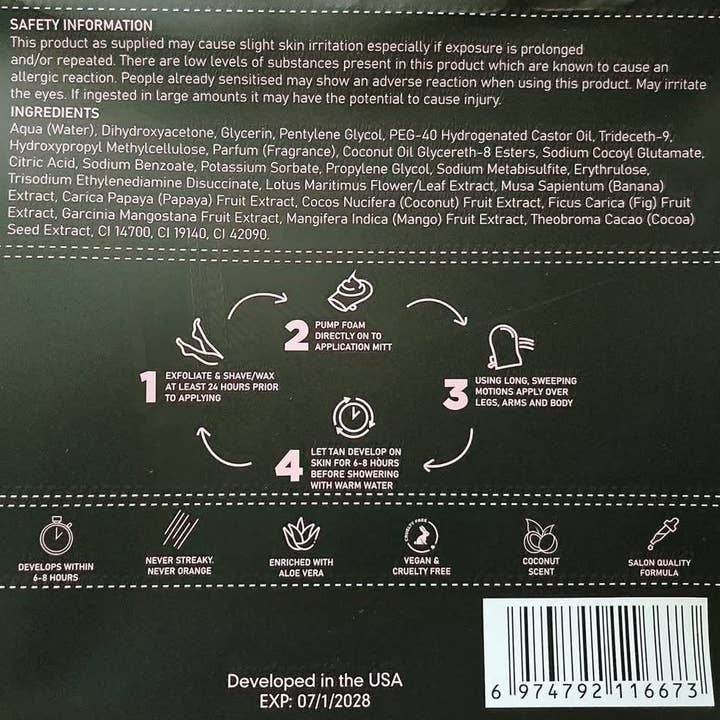 SAFETY INFORMATION
This product as supplied may cause slight skin irritation especially if exposure is prolonged
and/or repeated. There are low levels of substances present in this product which are known to cause an
allergic reaction. People already sensitised may show an adverse reaction when using this product. May irritate
the eyes. If ingested in large amounts it may have the potential to cause injury.
INGREDIENTS
Aqua (Water), Dihydroxyacetone, Glycerin, Pentylene Glycol, PEG-40 Hydrogenated Castor Oil, Trideceth-9,
Hydroxypropyl Methylcellulose, Parfum (Fragrance), Coconut Oil Glycereth-8 Esters, Sodium Cocoyl Glutamate,
Citric Acid, Sodium Benzoate, Potassium Sorbate, Propylene Glycol, Sodium Metabisulfite, Erythrulose,
Trisodium Ethylenediamine Disuccinate, Lotus Maritimus Flower/Leaf Extract, Musa Sapientum (Banana)
Extract, Carica Papaya (Papaya) Fruit Extract, Cocos Nucifera (Coconut) Fruit Extract, Ficus Carica (Fig) Fruit
Extract, Garcinia Mangostana Fruit Extract, Mangifera Indica (Mango) Fruit Extract, Theobroma Cacao (Cocoa)
Seed Extract, CI 14700, CI 19140, CI 42090.
1
EXFOLIATE & SHAVE/WAX
AT LEAST 24 HOURS PRIOR
TO APPLYING
2
PUMP FOAM
DIRECTLY ON TO
APPLICATION MITT
3
USING LONG, SWEEPING
MOTIONS APPLY OVER
LEGS, ARMS AND BODY
4
LET TAN DEVELOP ON
SKIN FOR 6-8 HOURS
BEFORE SHOWERING
WITH WARM WATER
DEVELOPS WITHIN
6-8 HOURS
NEVER STREAKY.
NEVER ORANGE
ENRICHED WITH
ALOE VERA
CRUELTY FREE
VEGAN &
CRUELTY FREE
COCONUT
SCENT
SALON QUALITY
FORMULA
Developed in the USA
EXP: 07/1/2028
6 974792 116673